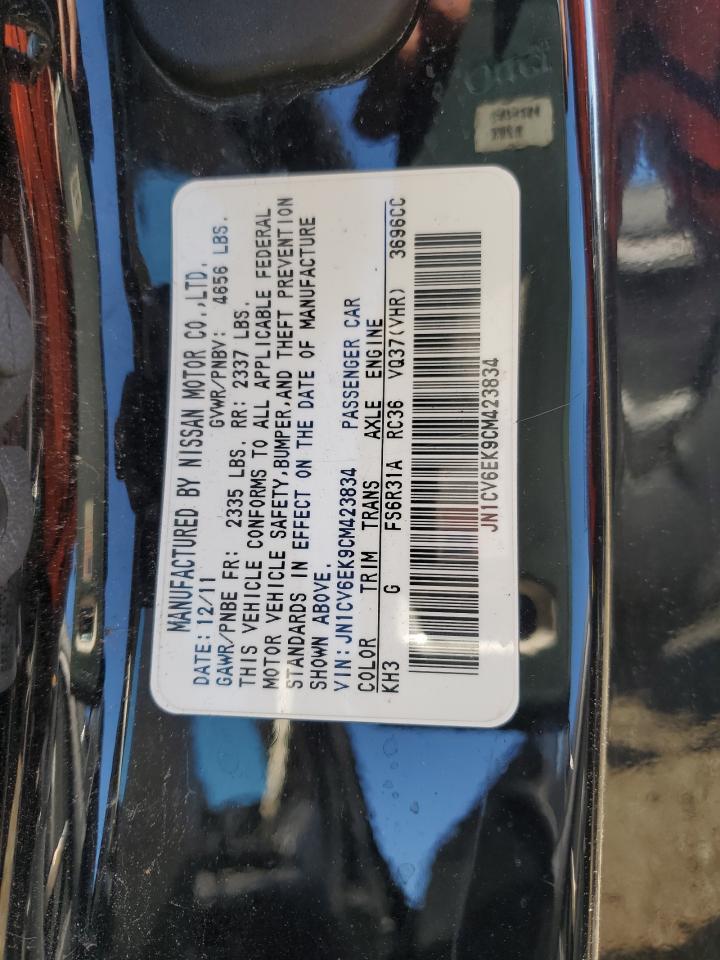 MANUFACTURED BY NISSAN MOTOR CO.,LTD.
DATE: 12/11 GVWR/PNBV: 4656 LBS.
GAWR/PNBE FR: 2335 LBS. RR: 2337 LBS.
THIS VEHICLE CONFORMS TO ALL APPLICABLE FEDERAL
MOTOR VEHICLE SAFETY,BUMPER,AND THEFT PREVENTION
STANDARDS IN EFFECT ON THE DATE OF MANUFACTURE
SHOWN ABOVE.
VIN:JN1CV6EK9CM423834 PASSENGER CAR
COLOR TRIM TRANS AXLE ENGINE
KH3 G FS6R31A RC36 VQ37(VHR) 3696CC
JN1CV6EK9CM423834